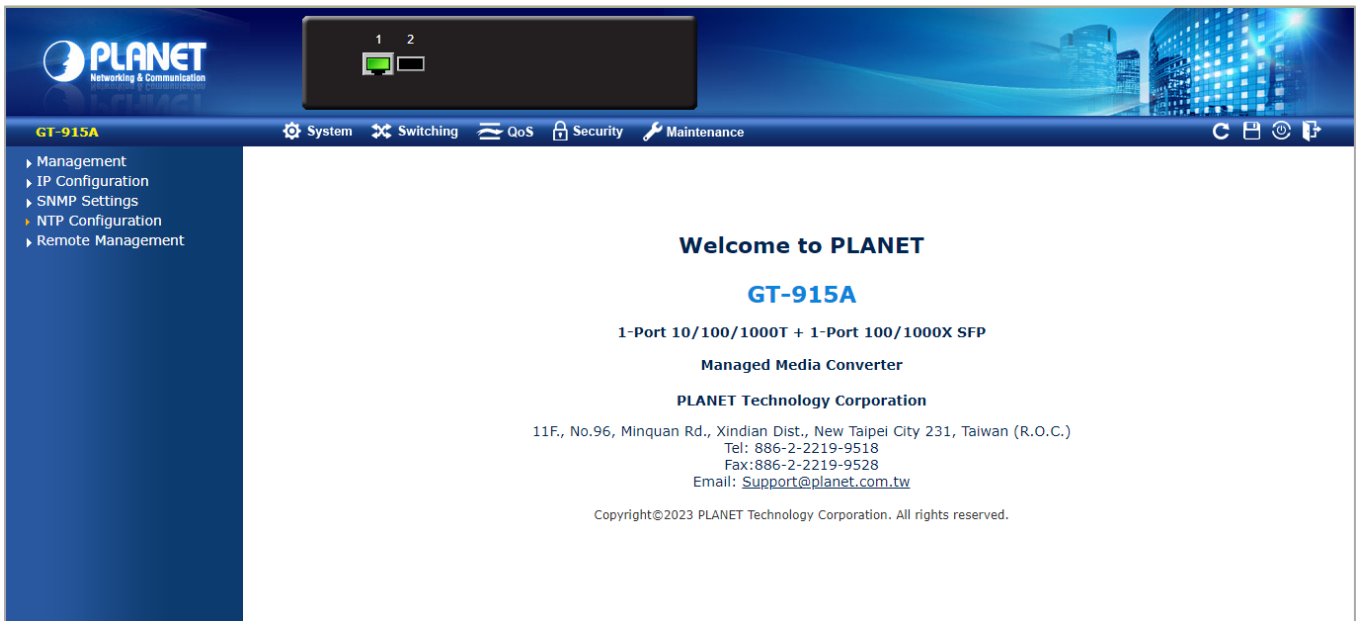 PLANET
Networking & Communication
1 2
GT-915A
System Switching QoS Security Maintenance
Management
IP Configuration
SNMP Settings
NTP Configuration
Remote Management
Welcome to PLANET
GT-915A
1-Port 10/100/1000T + 1-Port 100/1000X SFP
Managed Media Converter
PLANET Technology Corporation
11F., No.96, Minquan Rd., Xindian Dist., New Taipei City 231, Taiwan (R.O.C.)
Tel: 886-2-2219-9518
Fax:886-2-2219-9528
Email: Support@planet.com.tw
Copyright©2023 PLANET Technology Corporation. All rights reserved.